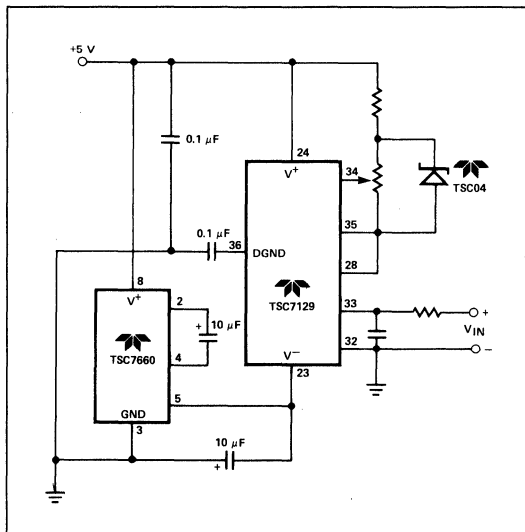 +5 V
0.1 µF
24
V+
34
TSC04
0.1 µF
36
DGND
35
28
8
V+
2
10 µF
TSC7129
33
+
VIN
TSC7660
4
V−
32
−
23
5
GND
3
10 µF
+
+